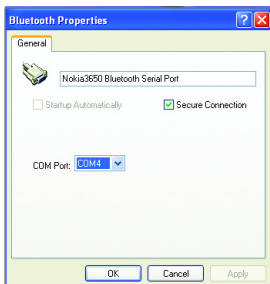 Bluetooth Properties
General
Nokia3650 Bluetooth Serial Port
Startup Automatically
Secure Connection
COM Port: COM4
OK Cancel Apply